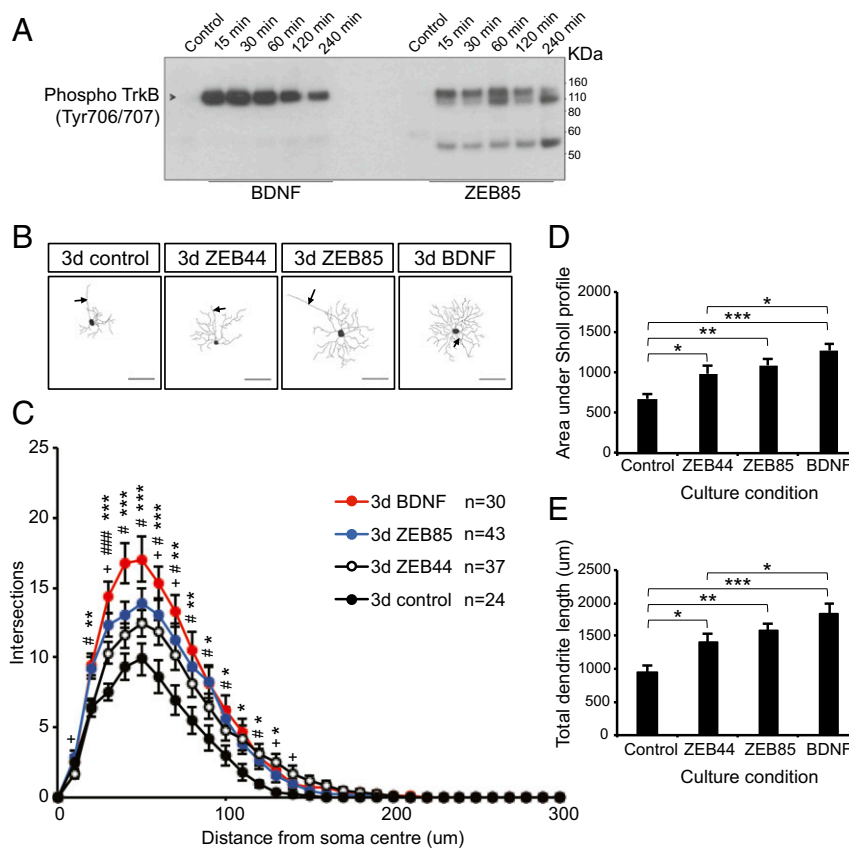 A
Control 15 min 30 min 60 min 120 min 240 min
Control 15 min 30 min 60 min 120 min 240 min
KDa
Phospho TrkB
(Tyr706/707)
160
110
80
60
50
BDNF
ZEB85
B
3d control
3d ZEB44
3d ZEB85
3d BDNF
C
25
20
15
10
5
0
Intersections
+
# **
+ ### ***
# ***
# ***
+ # ***
+ # **
# **
# *
# *
*
# *
+ *
+
3d BDNF n=30
3d ZEB85 n=43
3d ZEB44 n=37
3d control n=24
0 100 200 300
Distance from soma centre (um)
D
Area under Sholl profile
2000
1500
1000
500
0
*
***
**
*
Control ZEB44 ZEB85 BDNF
Culture condition
E
Total dendrite length (um)
2500
2000
1500
1000
500
0
*
***
**
*
Control ZEB44 ZEB85 BDNF
Culture condition